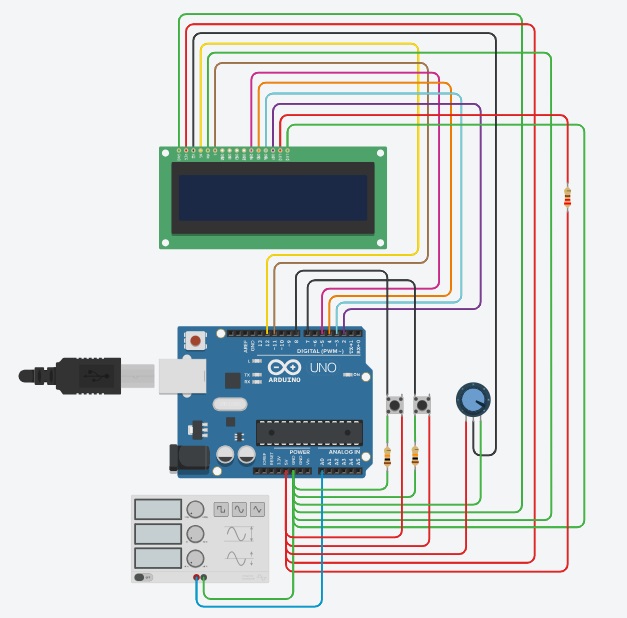 AREF
GND
13
12
~11
~10
~9
8
7
~6
~5
4
~3
2
TX→1
RX←0
DIGITAL (PWM~)
L
TX
RX
ON
UNO
ARDUINO
POWER
ANALOG IN
IOREF
RESET
3.3V
5V
GND
GND
Vin
A0
A1
A2
A3
A4
A5